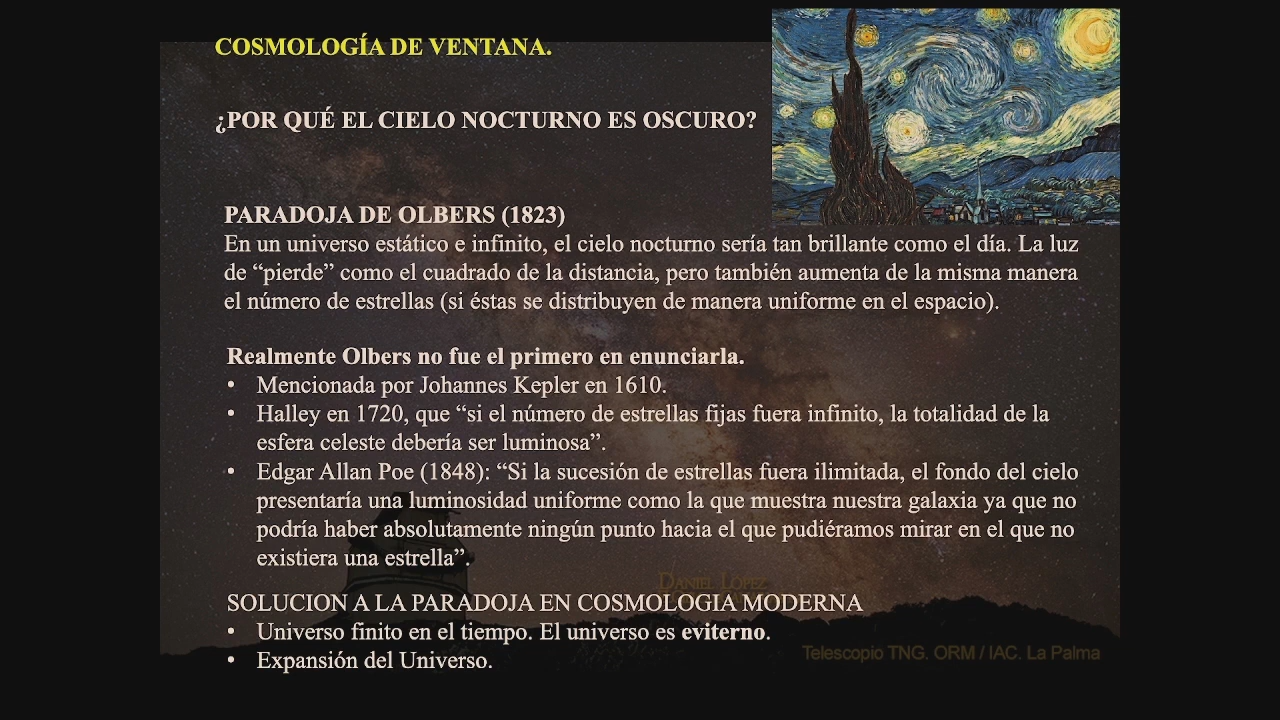 COSMOLOGÍA DE VENTANA.
¿POR QUÉ EL CIELO NOCTURNO ES OSCURO?
PARADOJA DE OLBERS (1823)
En un universo estático e infinito, el cielo nocturno sería tan brillante como el día. La luz
de “pierde” como el cuadrado de la distancia, pero también aumenta de la misma manera
el número de estrellas (si éstas se distribuyen de manera uniforme en el espacio).
Realmente Olbers no fue el primero en enunciarla.
• Mencionada por Johannes Kepler en 1610.
• Halley en 1720, que “si el número de estrellas fijas fuera infinito, la totalidad de la
esfera celeste debería ser luminosa”.
• Edgar Allan Poe (1848): “Si la sucesión de estrellas fuera ilimitada, el fondo del cielo
presentaría una luminosidad uniforme como la que muestra nuestra galaxia ya que no
podría haber absolutamente ningún punto hacia el que pudiéramos mirar en el que no
existiera una estrella”.
DANIEL LÓPEZ
SOLUCION A LA PARADOJA EN COSMOLOGIA MODERNA
• Universo finito en el tiempo. El universo es eviterno.
• Expansión del Universo.
Telescopio TNG. ORM / IAC. La Palma